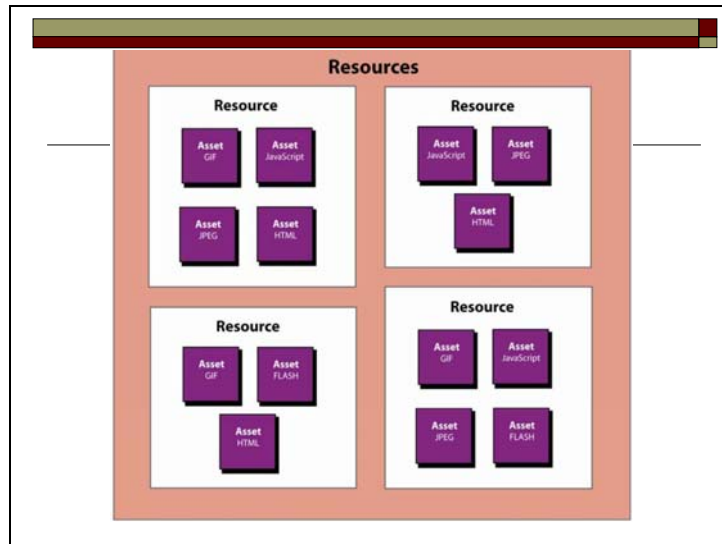 Resources
Resource
Asset
GIF
Asset
JavaScript
Asset
JPEG
Asset
HTML
Resource
Asset
JavaScript
Asset
JPEG
Asset
HTML
Resource
Asset
GIF
Asset
FLASH
Asset
HTML
Resource
Asset
GIF
Asset
JavaScript
Asset
JPEG
Asset
FLASH